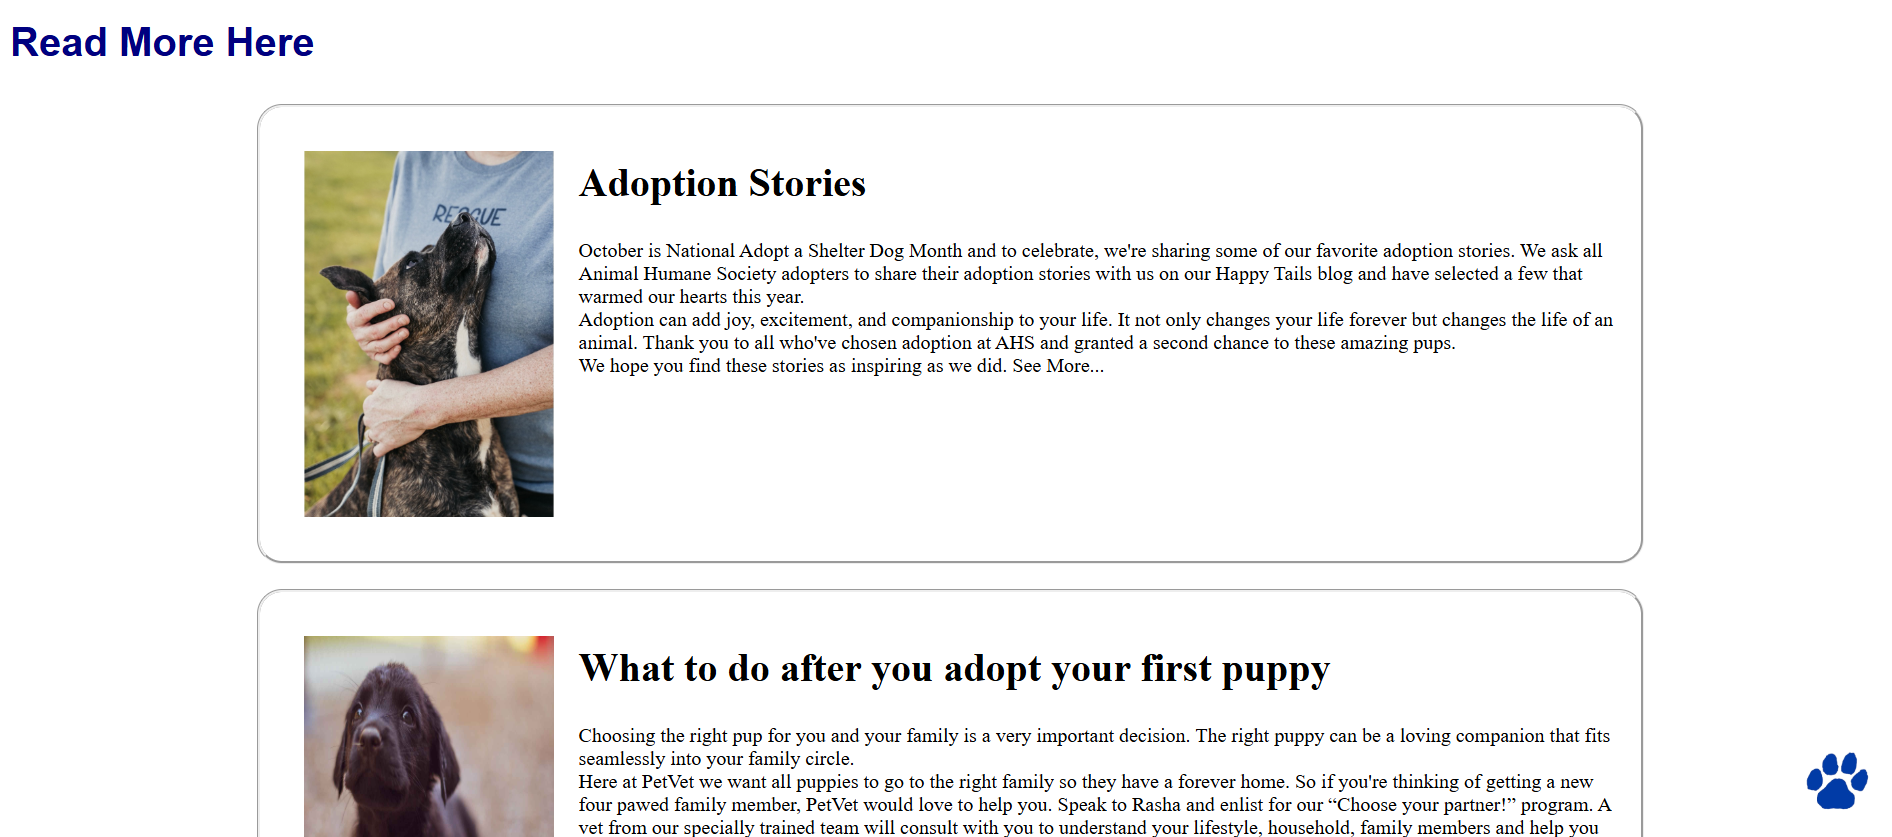 Read More Here
RESCUE
Adoption Stories
October is National Adopt a Shelter Dog Month and to celebrate, we're sharing some of our favorite adoption stories. We ask all
Animal Humane Society adopters to share their adoption stories with us on our Happy Tails blog and have selected a few that
warmed our hearts this year.
Adoption can add joy, excitement, and companionship to your life. It not only changes your life forever but changes the life of an
animal. Thank you to all who've chosen adoption at AHS and granted a second chance to these amazing pups.
We hope you find these stories as inspiring as we did. See More...
What to do after you adopt your first puppy
Choosing the right pup for you and your family is a very important decision. The right puppy can be a loving companion that fits
seamlessly into your family circle.
Here at PetVet we want all puppies to go to the right family so they have a forever home. So if you're thinking of getting a new
four pawed family member, PetVet would love to help you. Speak to Rasha and enlist for our “Choose your partner!” program. A
vet from our specially trained team will consult with you to understand your lifestyle, household, family members and help you